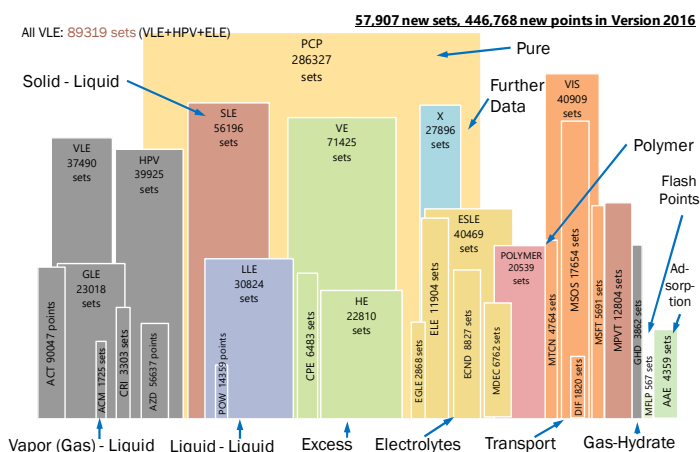 57,907 new sets, 446,768 new points in Version 2016
All VLE: 89319 sets (VLE+HPV+ELE)
PCP
286327
sets
Pure
Solid - Liquid
Further
Data
SLE
56196
sets
VE
71425
sets
X
27896
sets
VIS
40909
sets
Polymer
Flash
Points
Ad-
sorp-
tion
VLE
37490
sets
HPV
39925
sets
ESLE
40469
sets
POLYMER
20539
sets
GLE
23018
sets
LLE
30824
sets
HE
22810
sets
ACT 90047 points
ACM 1725 sets
CRI 3303 sets
AZD 56637 points
POW 14359 points
CPE 6483 sets
EGLE 2868 sets
ELE 11904 sets
ECND 8827 sets
MDEC 6762 sets
MTCN 4764 sets
MSOS 17654 sets
DIF 1820 sets
MSFT 5691 sets
MPVT 12804 sets
GHD 3862 sets
MFLP 567 sets
AAE 4359 sets
Vapor (Gas) - Liquid
Liquid - Liquid
Excess
Electrolytes
Transport
Gas-Hydrate